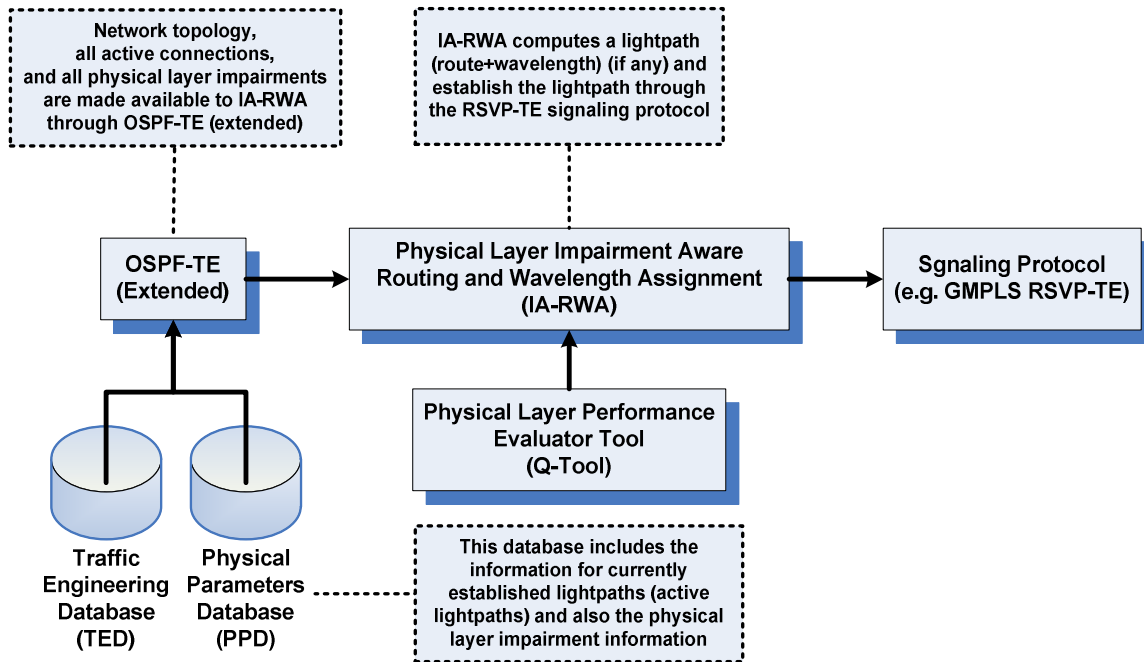 Network topology,
all active connections,
and all physical layer impairments
are made available to IA-RWA
through OSPF-TE (extended)
IA-RWA computes a lightpath
(route+wavelength) (if any) and
establish the lightpath through
the RSVP-TE signaling protocol
OSPF-TE
(Extended)
Physical Layer Impairment Aware
Routing and Wavelength Assignment
(IA-RWA)
Sgnaling Protocol
(e.g. GMPLS RSVP-TE)
Physical Layer Performance
Evaluator Tool
(Q-Tool)
Traffic
Engineering
Database
(TED)
Physical
Parameters
Database
(PPD)
This database includes the
information for currently
established lightpaths (active
lightpaths) and also the physical
layer impairment information